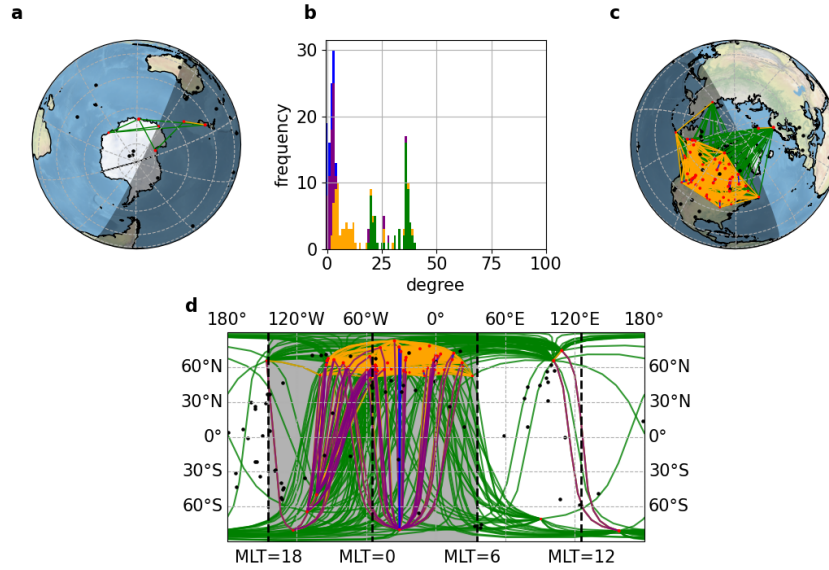 a
b
c
frequency
30
20
10
0
0
25
50
75
100
degree
d
180° 120°W 60°W 0° 60°E 120°E 180°
60°N 60°N
30°N 30°N
0° 0°
30°S 30°S
60°S 60°S
MLT=18 MLT=0 MLT=6 MLT=12